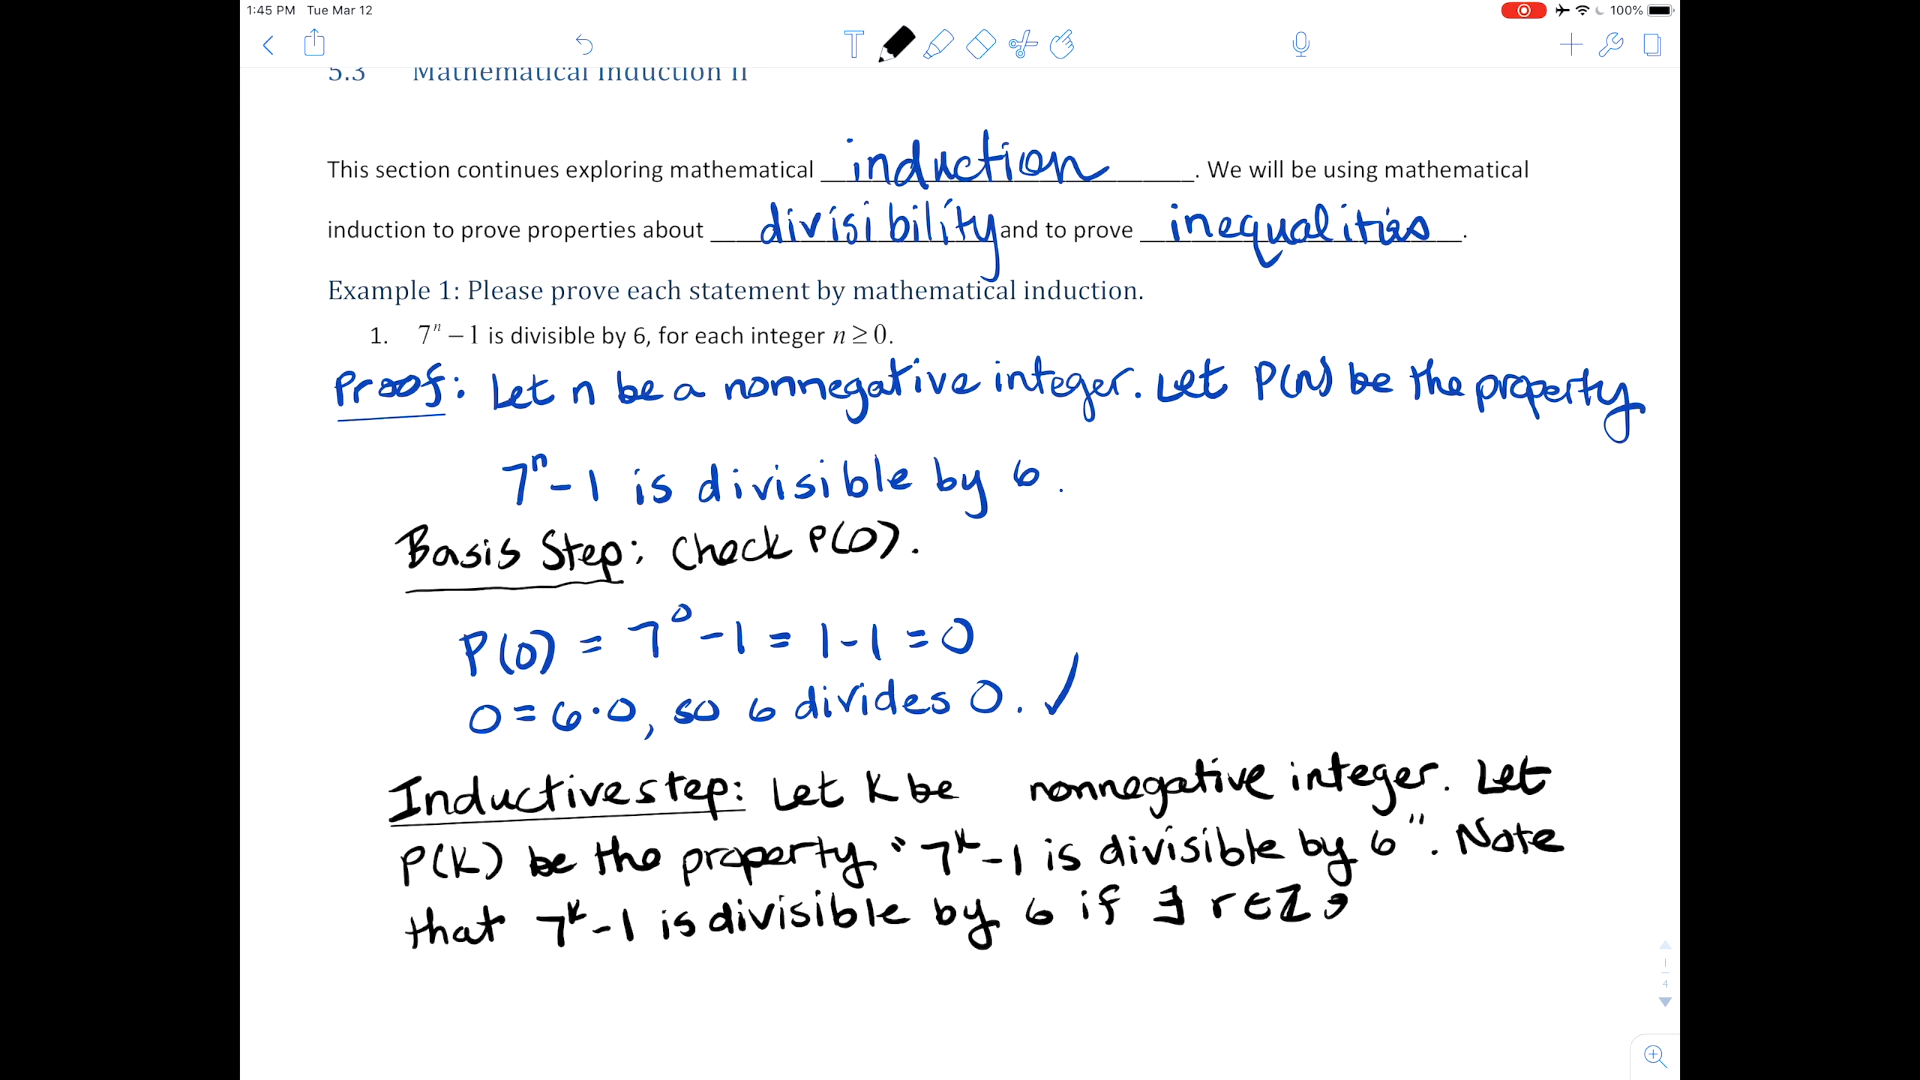 1:45 PM Tue Mar 12 100%
5.3 Mathematical Induction II
This section continues exploring mathematical induction. We will be using mathematical
induction to prove properties about divisibility and to prove inequalities.
Example 1: Please prove each statement by mathematical induction.
1. 7ⁿ − 1 is divisible by 6, for each integer n ≥ 0.
Proof: Let n be a nonnegative integer. Let P(n) be the property
7ⁿ - 1 is divisible by 6.
Basis Step: Check P(0).
P(0) = 7⁰ - 1 = 1 - 1 = 0
0 = 6·0, so 6 divides 0. ✓
Inductive step: Let k be nonnegative integer. Let
P(k) be the property "7ᵏ - 1 is divisible by 6". Note
that 7ᵏ - 1 is divisible by 6 if ∃ r ∈ ℤ
1
4